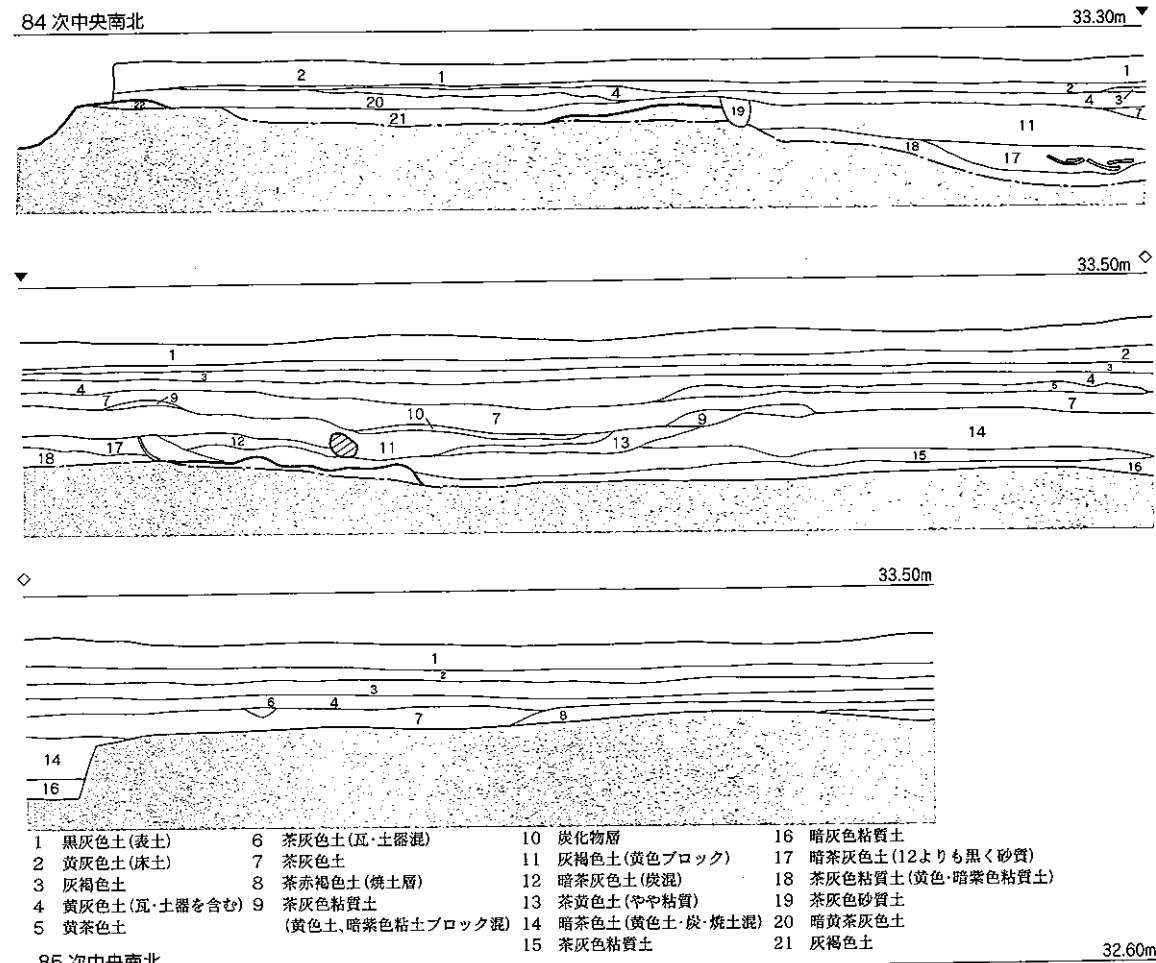 84次中央南北
33.30m ▼
2 1 1
4 2 3
22 20 19 4 7
21 11
18 17
▼ 33.50m ◇
1 2
3 3
4 5 4
7 9 10 7 9 7
12 11 13 14
18 17 15
16
◇ 33.50m
1
2
3
6 4
7 8
14
16
1 黒灰色土(表土)
2 黄灰色土(床土)
3 灰褐色土
4 黄灰色土(瓦・土器を含む)
5 黄茶色土
6 茶灰色土(瓦・土器混)
7 茶灰色土
8 茶赤褐色土(焼土層)
9 茶灰色粘質土
(黄色土、暗紫色粘土ブロック混)
10 炭化物層
11 灰褐色土(黄色ブロック)
12 暗茶灰色土(炭混)
13 茶黄色土(やや粘質)
14 暗茶色土(黄色土・炭・焼土混)
15 茶灰色粘質土
16 暗灰色粘質土
17 暗茶灰色土(12よりも黒く砂質)
18 茶灰色粘質土(黄色・暗紫色粘質土)
19 茶灰色砂質土
20 暗黄茶灰色土
21 灰褐色土
85次中央南北
32.60m